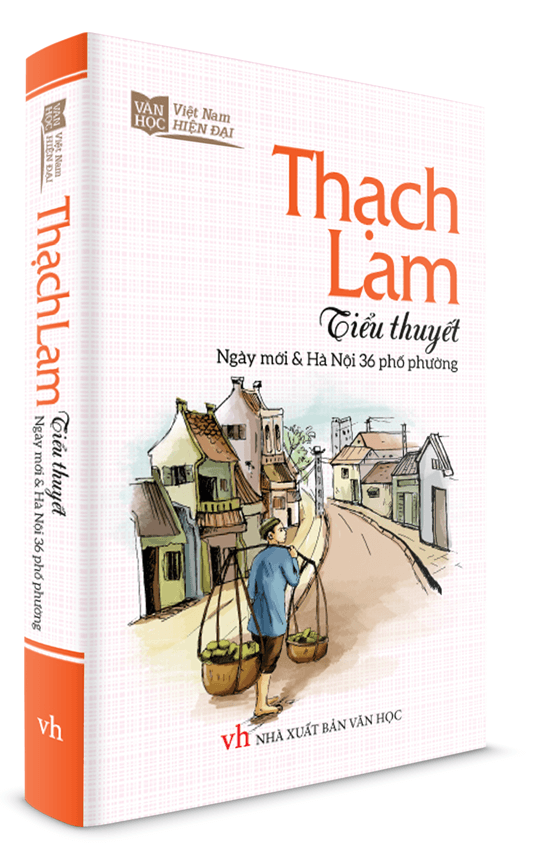 VĂN HỌC
Việt Nam
HIỆN ĐẠI
Thạch
Lam
Tiểu thuyết
Ngày mới & Hà Nội 36 phố phường
vh NHÀ XUẤT BẢN VĂN HỌC
VĂN HỌC
Việt Nam
HIỆN ĐẠI
Thạch Lam
Tiểu thuyết
Ngày mới & Hà Nội 36 phố phường
vh